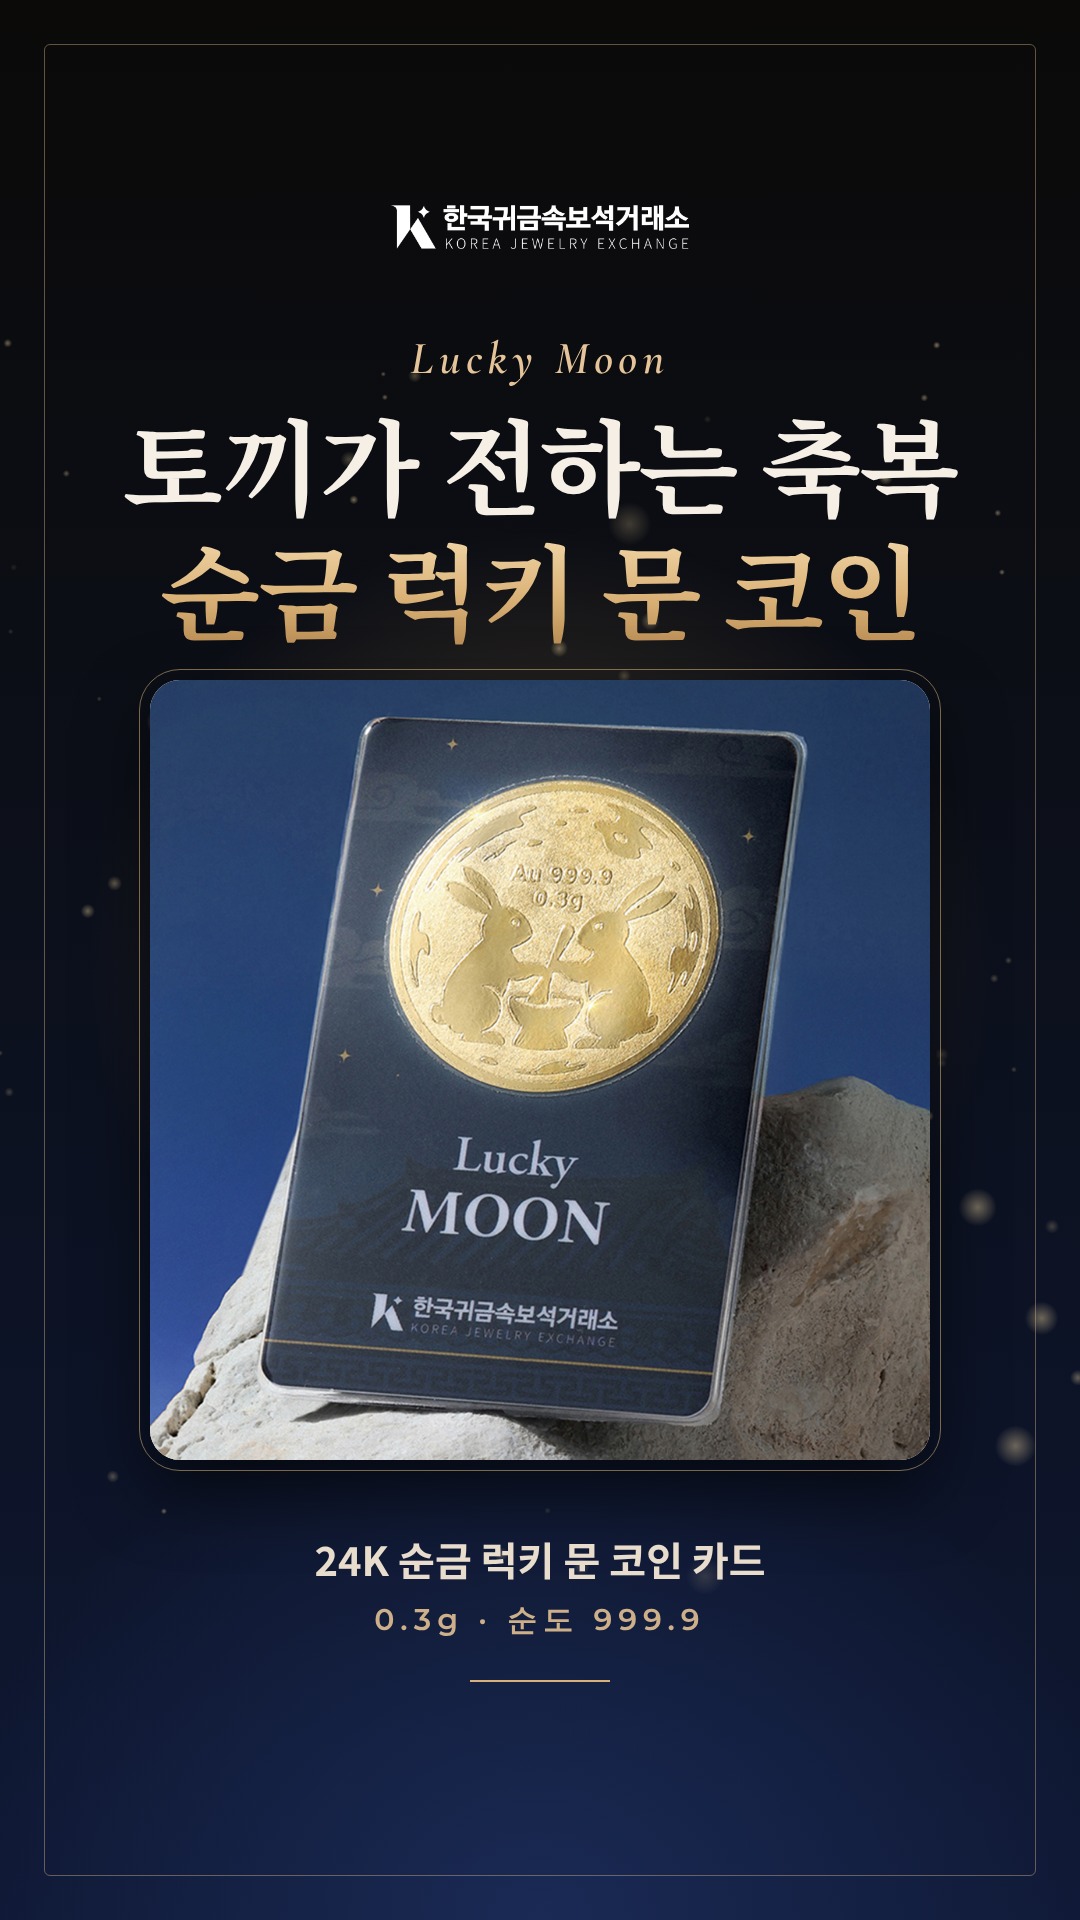 한국귀금속보석거래소
KOREA JEWELRY EXCHANGE
Lucky Moon
토끼가 전하는 축복
순금 럭키 문 코인
Au 999.9
0.3g
Lucky
MOON
한국귀금속보석거래소
KOREA JEWELRY EXCHANGE
24K 순금 럭키 문 코인 카드
0.3g · 순도 999.9